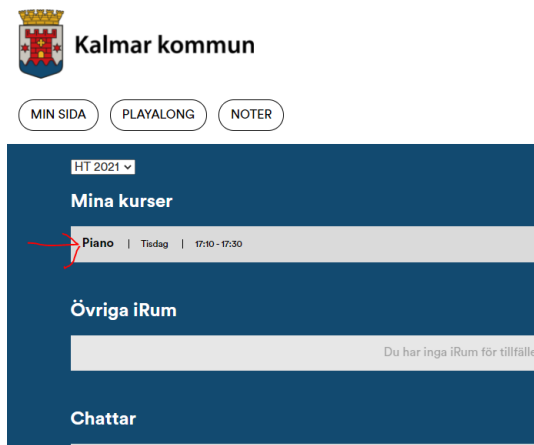 Kalmar kommun
MIN SIDA PLAYALONG NOTER
HT 2021
Mina kurser
Piano | Tisdag | 17:10 - 17:30
Övriga iRum
Du har inga iRum för tillfälle
Chattar